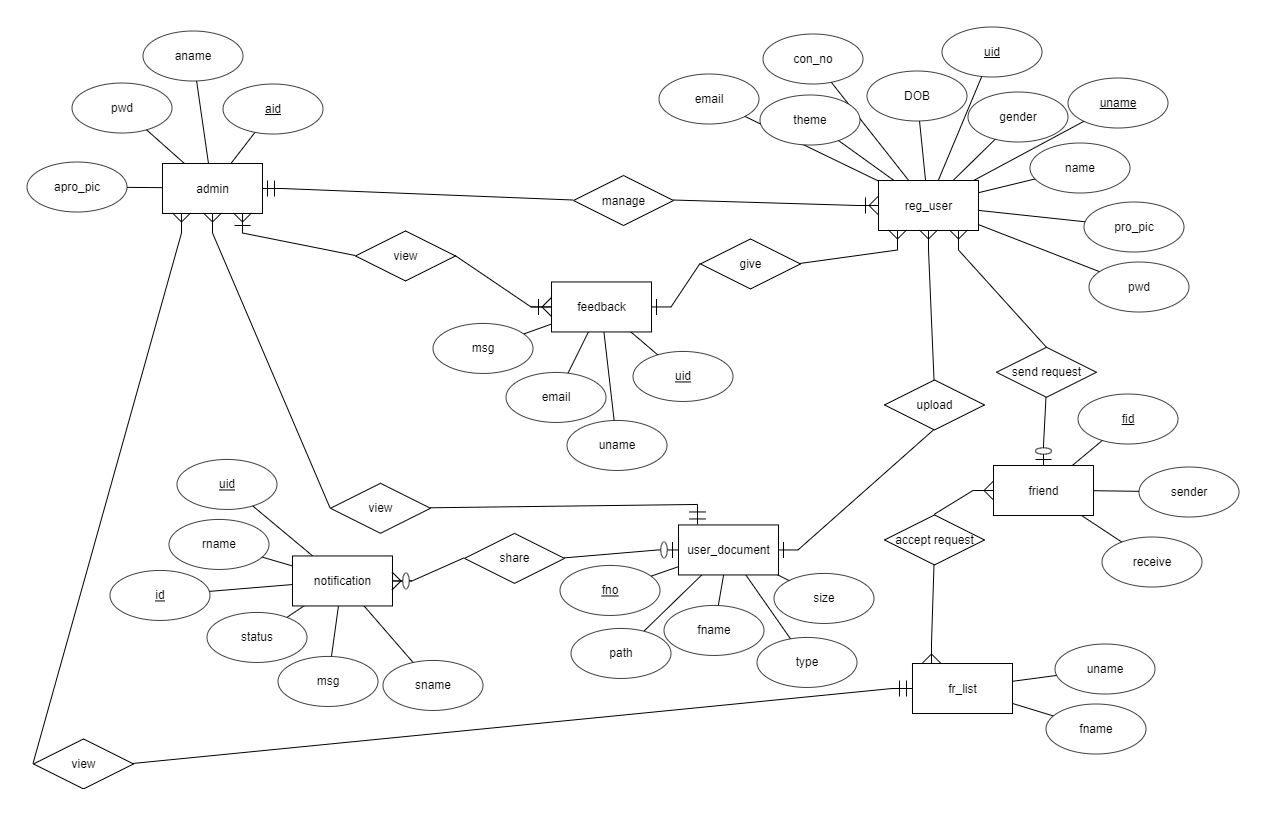 aname
con_no
uid
pwd
aid
email
theme
DOB
gender
uname
apro_pic
admin
manage
reg_user
name
pro_pic
view
give
pwd
feedback
msg
email
uid
uname
send request
upload
fid
uid
view
friend
sender
rname
share
user_document
accept request
receive
notification
id
fno
size
status
fname
path
type
msg
sname
fr_list
uname
fname
view